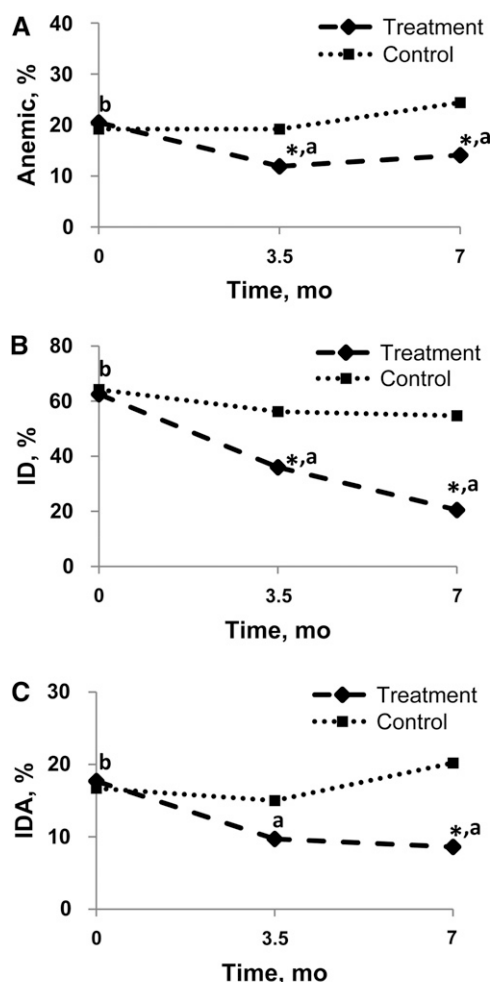 A
Anemic, %
40
30
20
10
0
Treatment
Control
b
*,a
*,a
0 3.5 7
Time, mo
B
ID, %
80
60
40
20
0
Treatment
Control
b
*,a
*,a
0 3.5 7
Time, mo
C
IDA, %
30
20
10
0
Treatment
Control
b
a
*,a
0 3.5 7
Time, mo